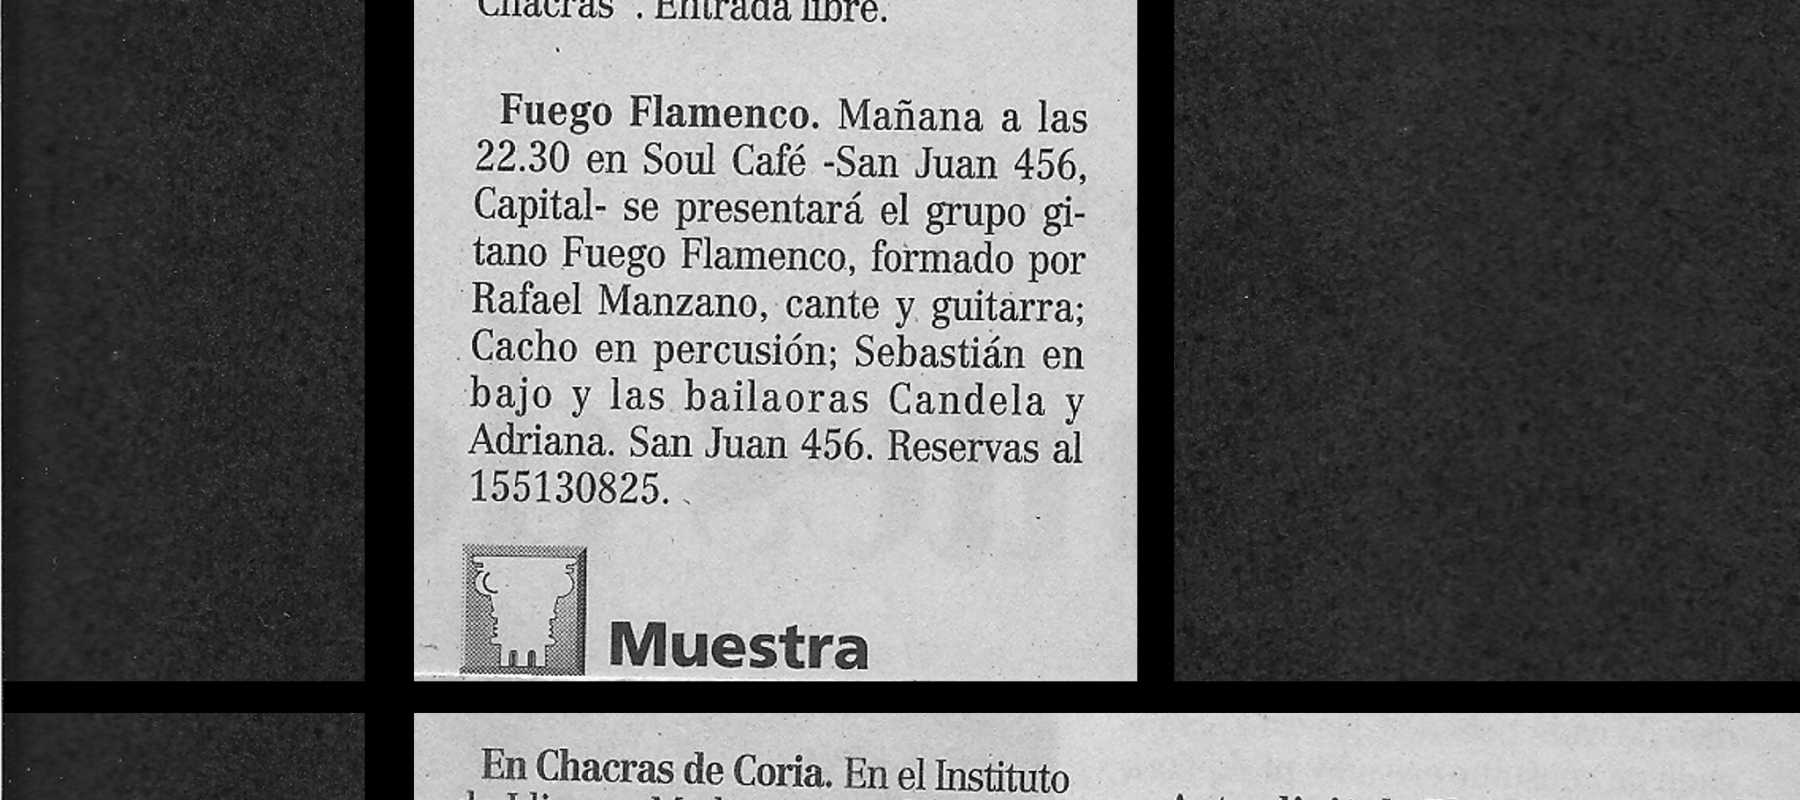 Chacras". Entrada libre.
Fuego Flamenco. Mañana a las
22.30 en Soul Café -San Juan 456,
Capital- se presentará el grupo gi-
tano Fuego Flamenco, formado por
Rafael Manzano, cante y guitarra;
Cacho en percusión; Sebastián en
bajo y las bailaoras Candela y
Adriana. San Juan 456. Reservas al
155130825.
Muestra
En Chacras de Coria. En el Instituto